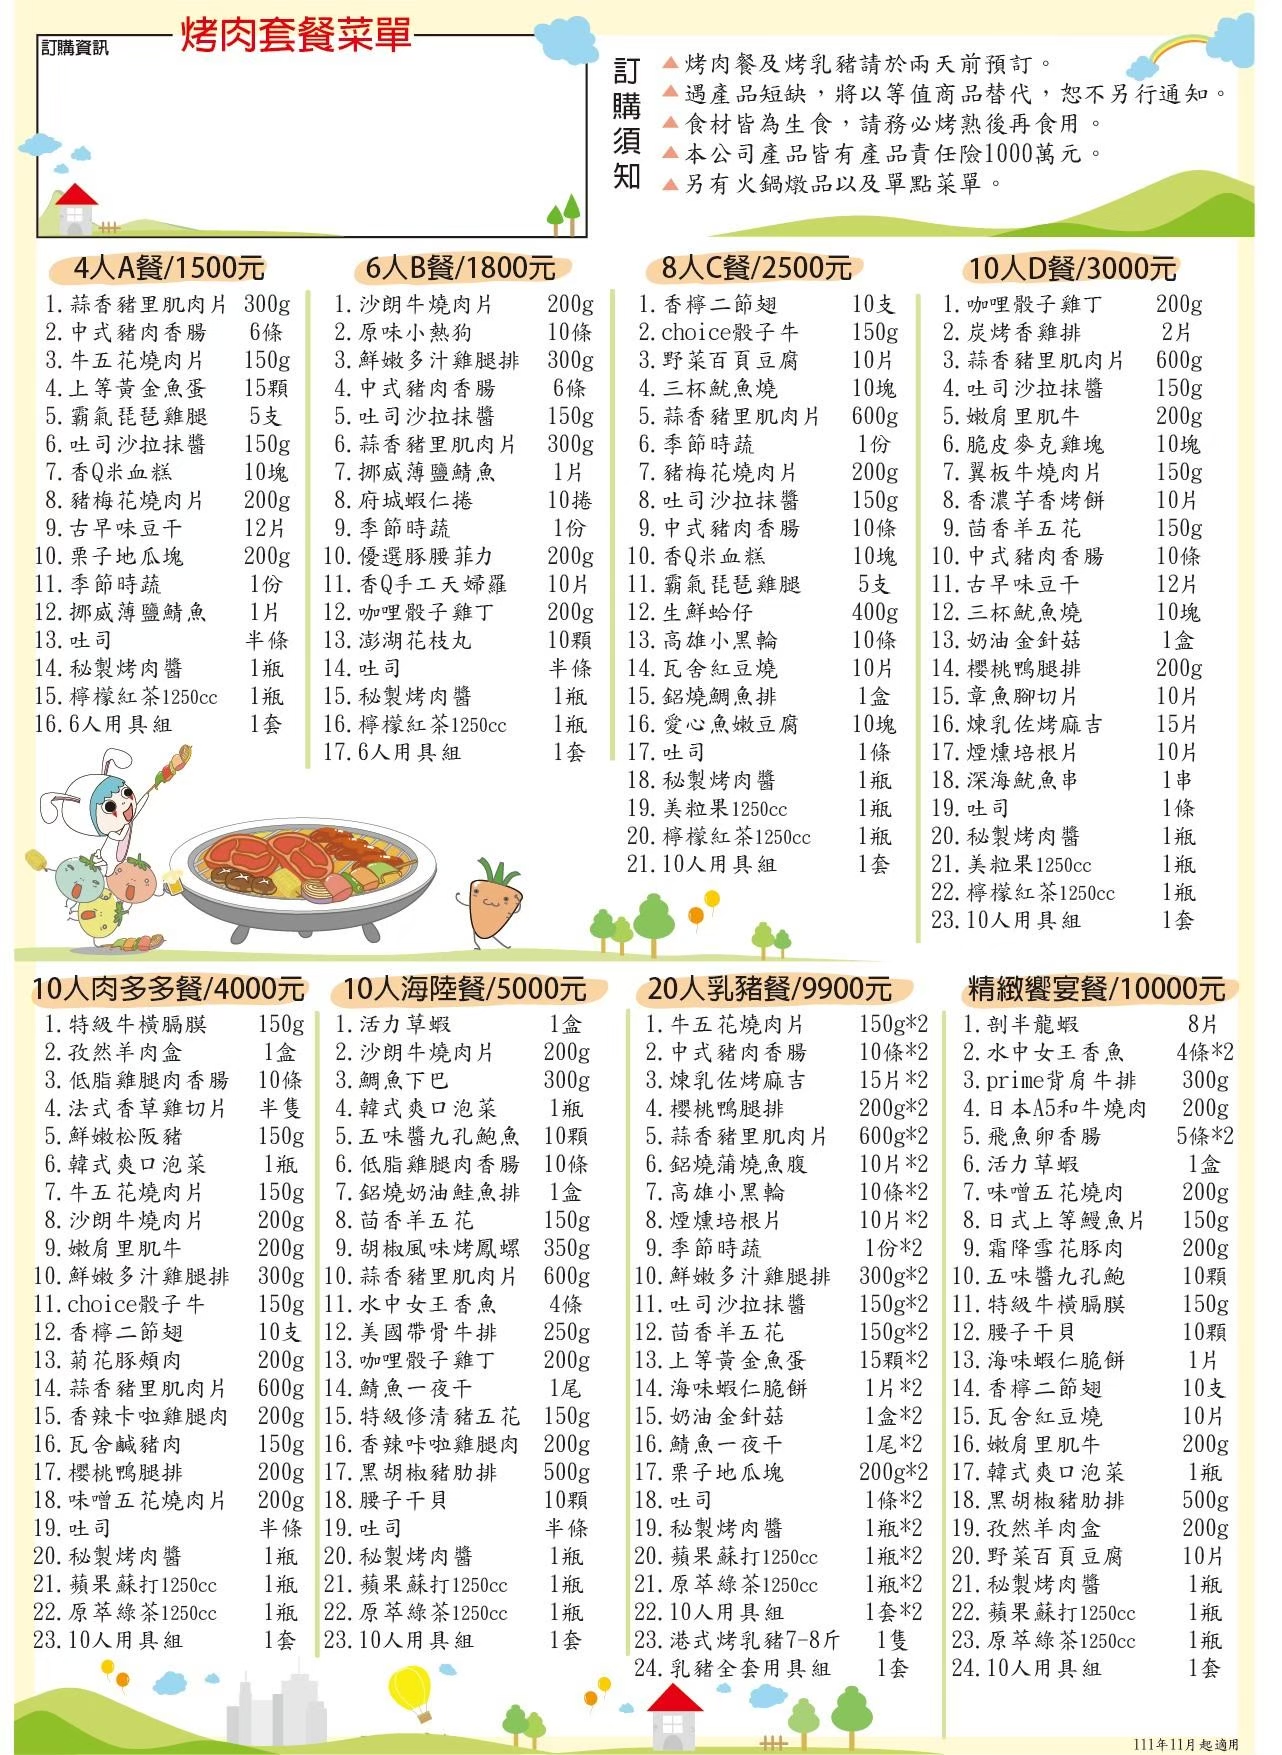 烤肉套餐菜單
訂購資訊
訂購須知
烤肉餐及烤乳豬請於兩天前預訂。
遇產品短缺，將以等值商品替代，恕不另行通知。
食材皆為生食，請務必烤熟後再食用。
本公司產品皆有產品責任險1000萬元。
另有火鍋燉品以及單點菜單。
4人A餐/1500元
1.蒜香豬里肌肉片 300g
2.中式豬肉香腸 6條
3.牛五花燒肉片 150g
4.上等黃金魚蛋 15顆
5.霸氣琵琶雞腿 5支
6.吐司沙拉抹醬 150g
7.香Q米血糕 10塊
8.豬梅花燒肉片 200g
9.古早味豆干 12片
10.栗子地瓜塊 200g
11.季節時蔬 1份
12.挪威薄鹽鯖魚 1片
13.吐司 半條
14.秘製烤肉醬 1瓶
15.檸檬紅茶1250cc 1瓶
16.6人用具組 1套
6人B餐/1800元
1.沙朗牛燒肉片 200g
2.原味小熱狗 10條
3.鮮嫩多汁雞腿排 300g
4.中式豬肉香腸 6條
5.吐司沙拉抹醬 150g
6.蒜香豬里肌肉片 300g
7.挪威薄鹽鯖魚 1片
8.府城蝦仁捲 10捲
9.季節時蔬 1份
10.優選豚腰菲力 200g
11.香Q手工天婦羅 10片
12.咖哩骰子雞丁 200g
13.澎湖花枝丸 10顆
14.吐司 半條
15.秘製烤肉醬 1瓶
16.檸檬紅茶1250cc 1瓶
17.6人用具組 1套
8人C餐/2500元
1.香檸二節翅 10支
2.choice骰子牛 150g
3.野菜百頁豆腐 10片
4.三杯魷魚燒 10塊
5.蒜香豬里肌肉片 600g
6.季節時蔬 1份
7.豬梅花燒肉片 200g
8.吐司沙拉抹醬 150g
9.中式豬肉香腸 10條
10.香Q米血糕 10塊
11.霸氣琵琶雞腿 5支
12.生鮮蛤仔 400g
13.高雄小黑輪 10條
14.瓦舍紅豆燒 10片
15.鋁燒鯛魚排 1盒
16.愛心魚嫩豆腐 10塊
17.吐司 1條
18.秘製烤肉醬 1瓶
19.美粒果1250cc 1瓶
20.檸檬紅茶1250cc 1瓶
21.10人用具組 1套
10人D餐/3000元
1.咖哩骰子雞丁 200g
2.炭烤香雞排 2片
3.蒜香豬里肌肉片 600g
4.吐司沙拉抹醬 150g
5.嫩肩里肌牛 200g
6.脆皮麥克雞塊 10塊
7.翼板牛燒肉片 150g
8.香濃芋香烤餅 10片
9.茴香羊五花 150g
10.中式豬肉香腸 10條
11.古早味豆干 12片
12.三杯魷魚燒 10塊
13.奶油金針菇 1盒
14.櫻桃鴨腿排 200g
15.章魚腳切片 10片
16.煉乳佐烤麻吉 15片
17.煙燻培根片 10片
18.深海魷魚串 1串
19.吐司 1條
20.秘製烤肉醬 1瓶
21.美粒果1250cc 1瓶
22.檸檬紅茶1250cc 1瓶
23.10人用具組 1套
10人肉多多餐/4000元
1.特級牛橫膈膜 150g
2.孜然羊肉盒 1盒
3.低脂雞腿肉香腸 10條
4.法式香草雞切片 半隻
5.鮮嫩松阪豬 150g
6.韓式爽口泡菜 1瓶
7.牛五花燒肉片 150g
8.沙朗牛燒肉片 200g
9.嫩肩里肌牛 200g
10.鮮嫩多汁雞腿排 300g
11.choice骰子牛 150g
12.香檸二節翅 10支
13.菊花豚頰肉 200g
14.蒜香豬里肌肉片 600g
15.香辣卡啦雞腿肉 200g
16.瓦舍鹹豬肉 150g
17.櫻桃鴨腿排 200g
18.味噌五花燒肉片 200g
19.吐司 半條
20.秘製烤肉醬 1瓶
21.蘋果蘇打1250cc 1瓶
22.原萃綠茶1250cc 1瓶
23.10人用具組 1套
10人海陸餐/5000元
1.活力草蝦 1盒
2.沙朗牛燒肉片 200g
3.鯛魚下巴 300g
4.韓式爽口泡菜 1瓶
5.五味醬九孔鮑魚 10顆
6.低脂雞腿肉香腸 10條
7.鋁燒奶油鮭魚排 1盒
8.茴香羊五花 150g
9.胡椒風味烤鳳螺 350g
10.蒜香豬里肌肉片 600g
11.水中女王香魚 4條
12.美國帶骨牛排 250g
13.咖哩骰子雞丁 200g
14.鯖魚一夜干 1尾
15.特級修清豬五花 150g
16.香辣咔啦雞腿肉 200g
17.黑胡椒豬肋排 500g
18.腰子干貝 10顆
19.吐司 半條
20.秘製烤肉醬 1瓶
21.蘋果蘇打1250cc 1瓶
22.原萃綠茶1250cc 1瓶
23.10人用具組 1套
20人乳豬餐/9900元
1.牛五花燒肉片 150g*2
2.中式豬肉香腸 10條*2
3.煉乳佐烤麻吉 15片*2
4.櫻桃鴨腿排 200g*2
5.蒜香豬里肌肉片 600g*2
6.鋁燒蒲燒魚腹 10片*2
7.高雄小黑輪 10條*2
8.煙燻培根片 10片*2
9.季節時蔬 1份*2
10.鮮嫩多汁雞腿排 300g*2
11.吐司沙拉抹醬 150g*2
12.茴香羊五花 150g*2
13.上等黃金魚蛋 15顆*2
14.海味蝦仁脆餅 1片*2
15.奶油金針菇 1盒*2
16.鯖魚一夜干 1尾*2
17.栗子地瓜塊 200g*2
18.吐司 1條*2
19.秘製烤肉醬 1瓶*2
20.蘋果蘇打1250cc 1瓶*2
21.原萃綠茶1250cc 1瓶*2
22.10人用具組 1套*2
23.港式烤乳豬7-8斤 1隻
24.乳豬全套用具組 1套
精緻饗宴餐/10000元
1.剖半龍蝦 8片
2.水中女王香魚 4條*2
3.prime背肩牛排 300g
4.日本A5和牛燒肉 200g
5.飛魚卵香腸 5條*2
6.活力草蝦 1盒
7.味噌五花燒肉 200g
8.日式上等鰻魚片 150g
9.霜降雪花豚肉 200g
10.五味醬九孔鮑 10顆
11.特級牛橫膈膜 150g
12.腰子干貝 10顆
13.海味蝦仁脆餅 1片
14.香檸二節翅 10支
15.瓦舍紅豆燒 10片
16.嫩肩里肌牛 200g
17.韓式爽口泡菜 1瓶
18.黑胡椒豬肋排 500g
19.孜然羊肉盒 200g
20.野菜百頁豆腐 10片
21.秘製烤肉醬 1瓶
22.蘋果蘇打1250cc 1瓶
23.原萃綠茶1250cc 1瓶
24.10人用具組 1套
111年11月起適用